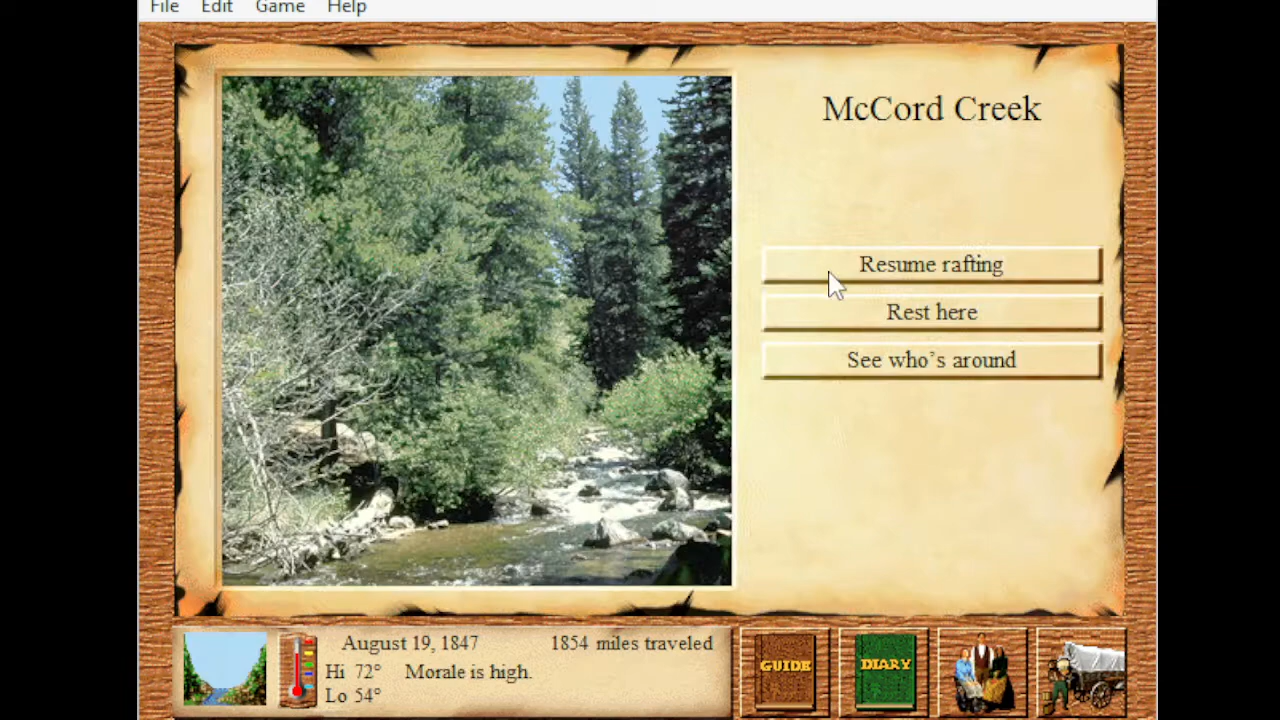 File Edit Game Help
McCord Creek
Resume rafting
Rest here
See who's around
August 19, 1847 1854 miles traveled
Hi 72° Morale is high.
Lo 54°
GUIDE
DIARY